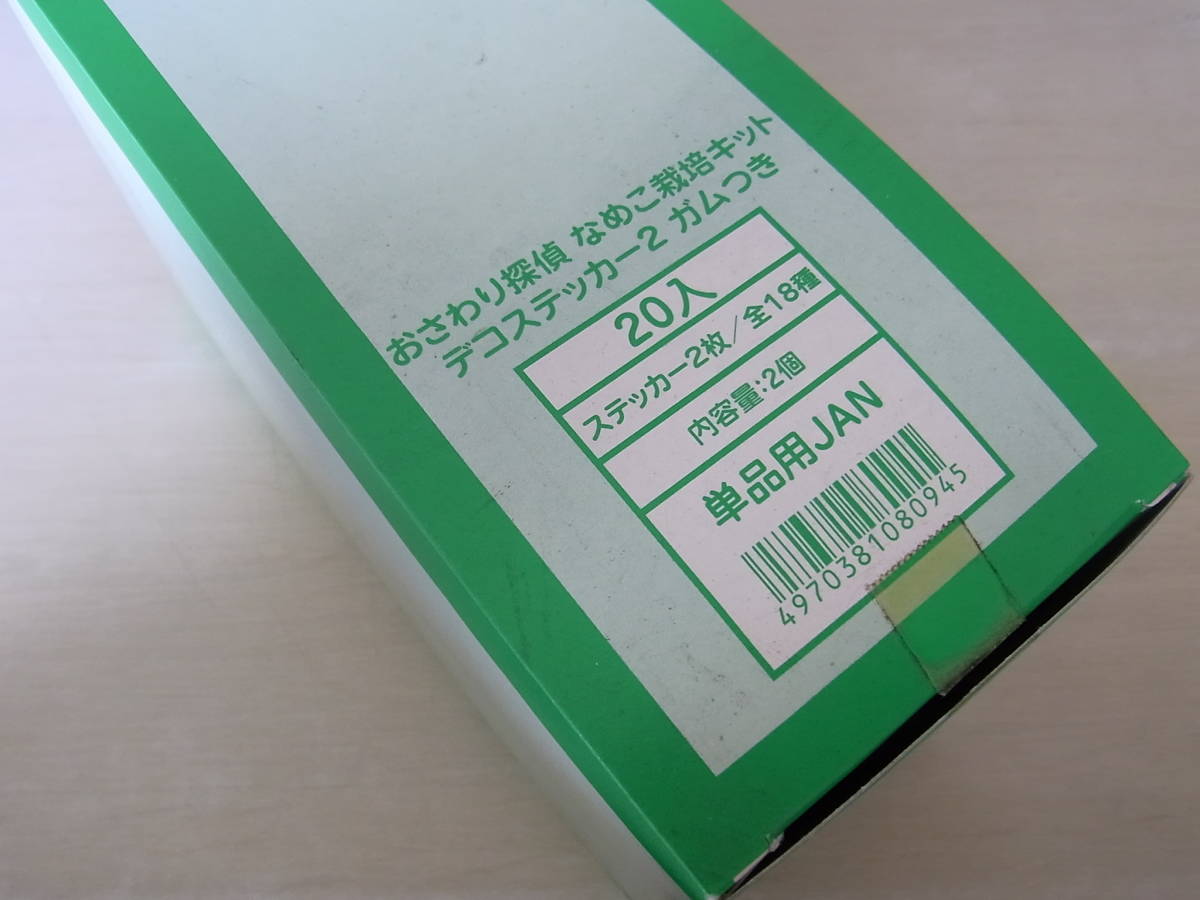 おさわり探偵 なめこ栽培キット
デコステッカー2 ガムつき
20入
ステッカー2枚/全18種
内容量:2個
単品用JAN
4970381080945